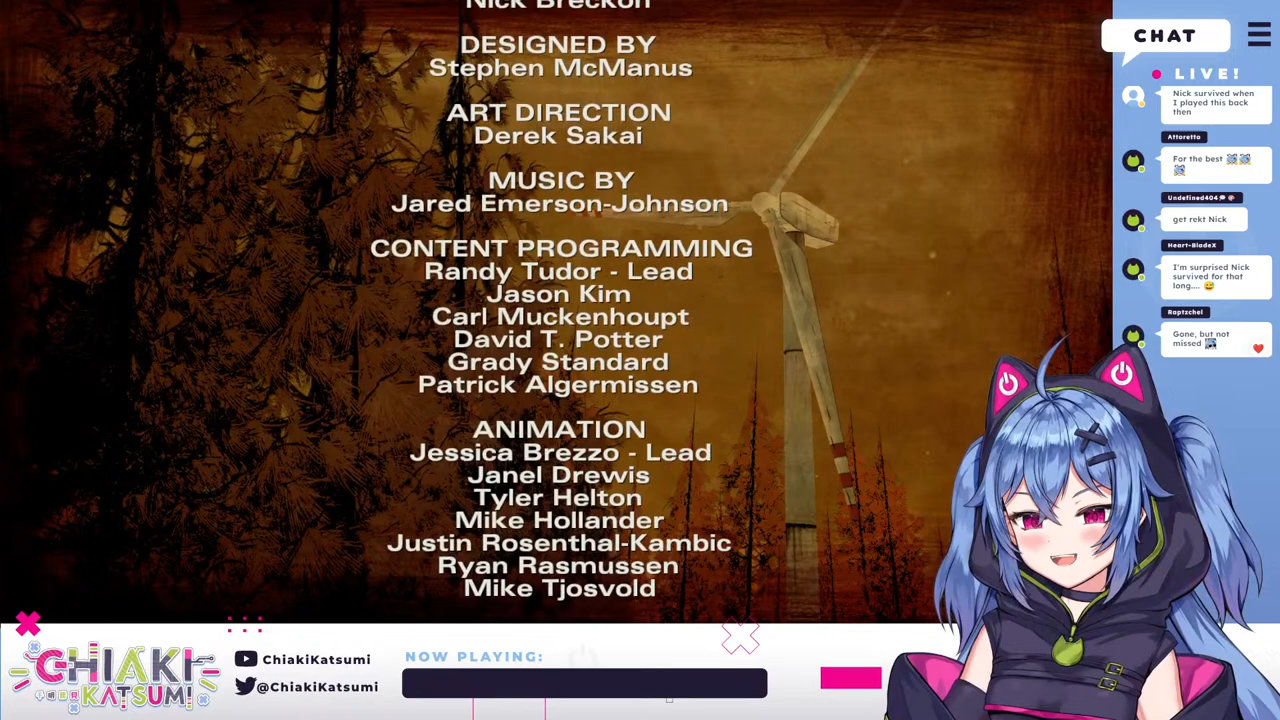 Nick Breckon
DESIGNED BY
Stephen McManus
ART DIRECTION
Derek Sakai
MUSIC BY
Jared Emerson-Johnson
CONTENT PROGRAMMING
Randy Tudor - Lead
Jason Kim
Carl Muckenhoupt
David T. Potter
Grady Standard
Patrick Algermissen
ANIMATION
Jessica Brezzo - Lead
Janel Drewis
Tyler Helton
Mike Hollander
Justin Rosenthal-Kambic
Ryan Rasmussen
Mike Tjosvold
CHAT
LIVE!
Nick survived when
I played this back
then
Attoretto
For the best
Undefined404
get rekt Nick
Heart-BladeX
I'm surprised Nick
survived for that
long.... 😅
Raptzchel
Gone, but not
missed
CHIAKI
KATSUMI
ChiakiKatsumi
@ChiakiKatsumi
NOW PLAYING: